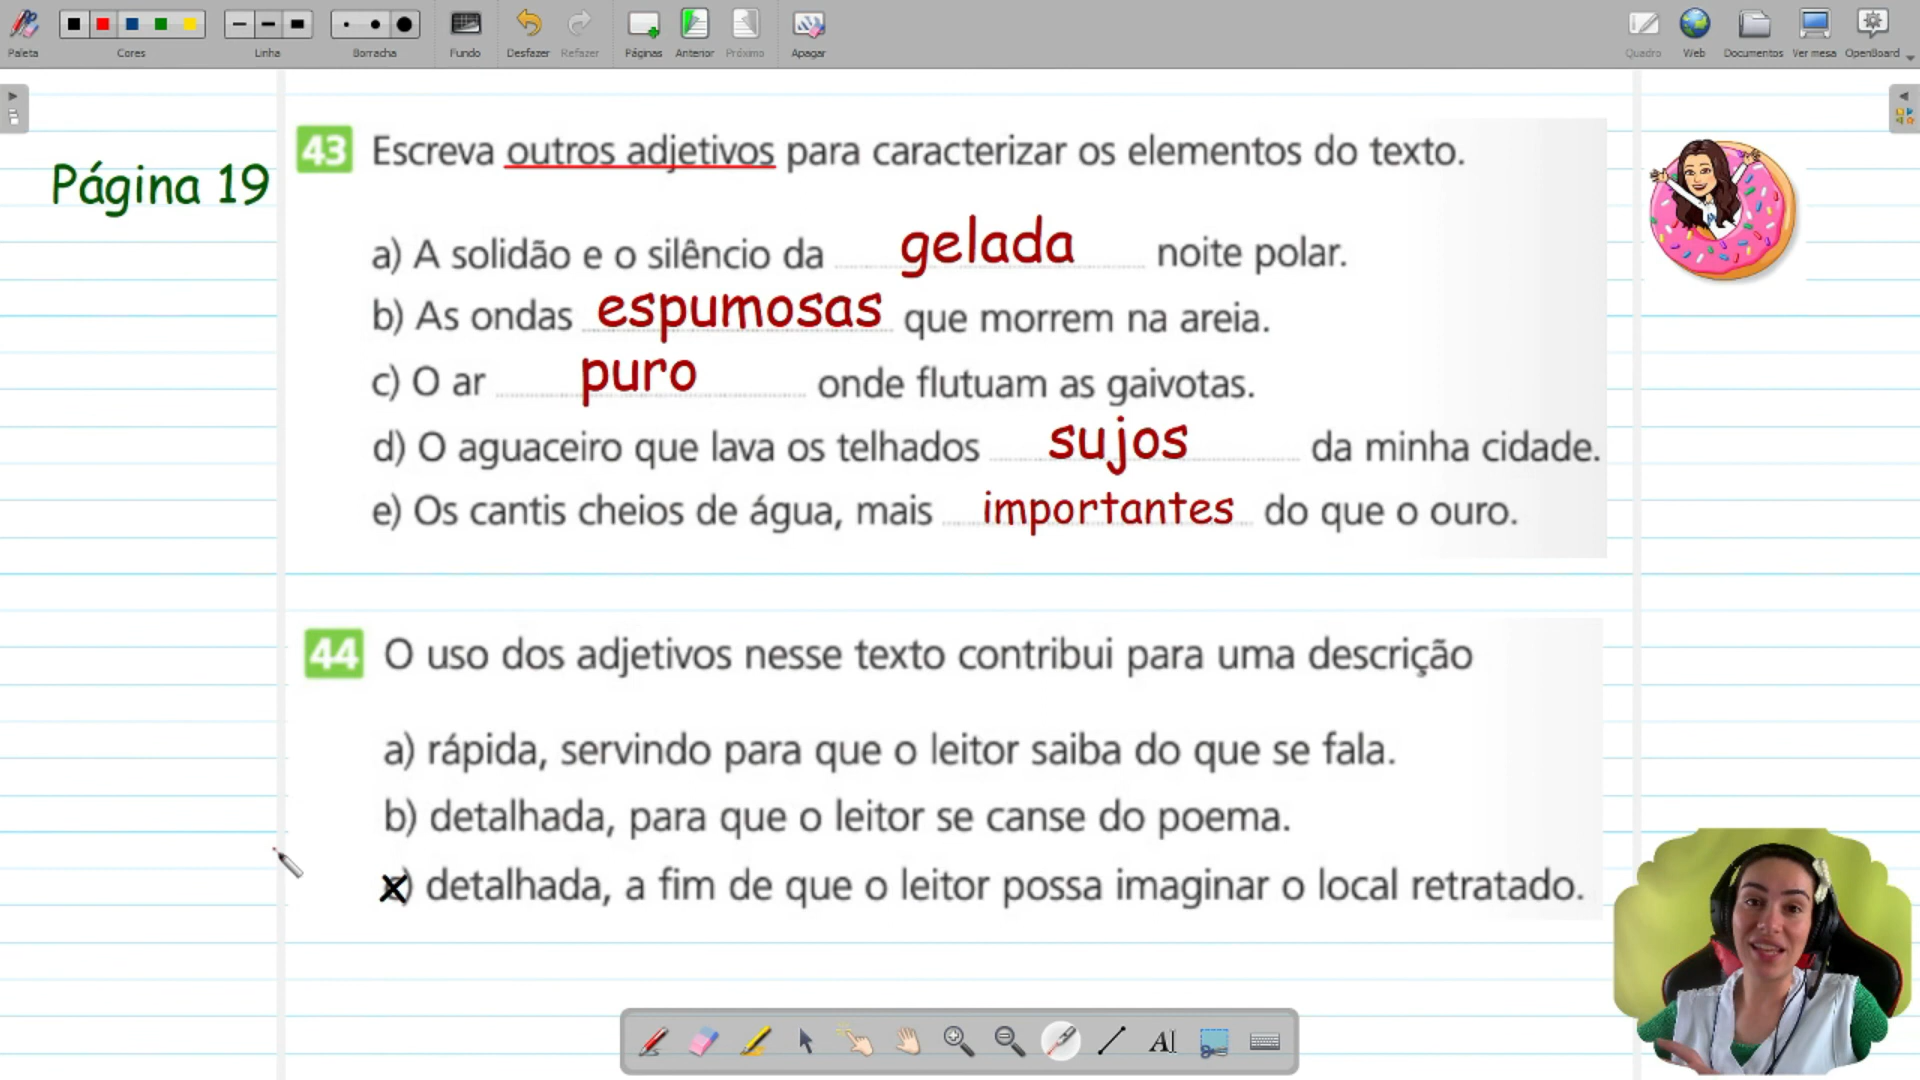 Paleta Cores Linha Borracha Fundo Desfazer Refazer Páginas Anterior Próximo Apagar Quadro Web Documentos Ver mesa OpenBoard
Página 19
43 Escreva outros adjetivos para caracterizar os elementos do texto.
a) A solidão e o silêncio da gelada noite polar.
b) As ondas espumosas que morrem na areia.
c) O ar puro onde flutuam as gaivotas.
d) O aguaceiro que lava os telhados sujos da minha cidade.
e) Os cantis cheios de água, mais importantes do que o ouro.
44 O uso dos adjetivos nesse texto contribui para uma descrição
a) rápida, servindo para que o leitor saiba do que se fala.
b) detalhada, para que o leitor se canse do poema.
x) detalhada, a fim de que o leitor possa imaginar o local retratado.